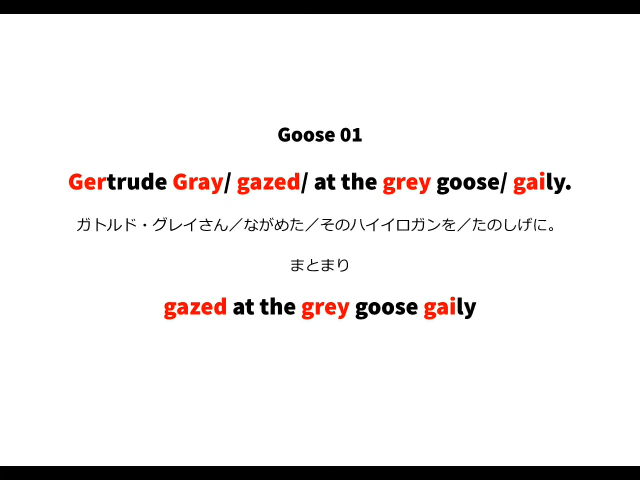 Goose 01
Gertrude Gray/ gazed/ at the grey goose/ gaily.
ガトルド・グレイさん／ながめた／そのハイイロガンを／たのしげに。
まとまり
gazed at the grey goose gaily